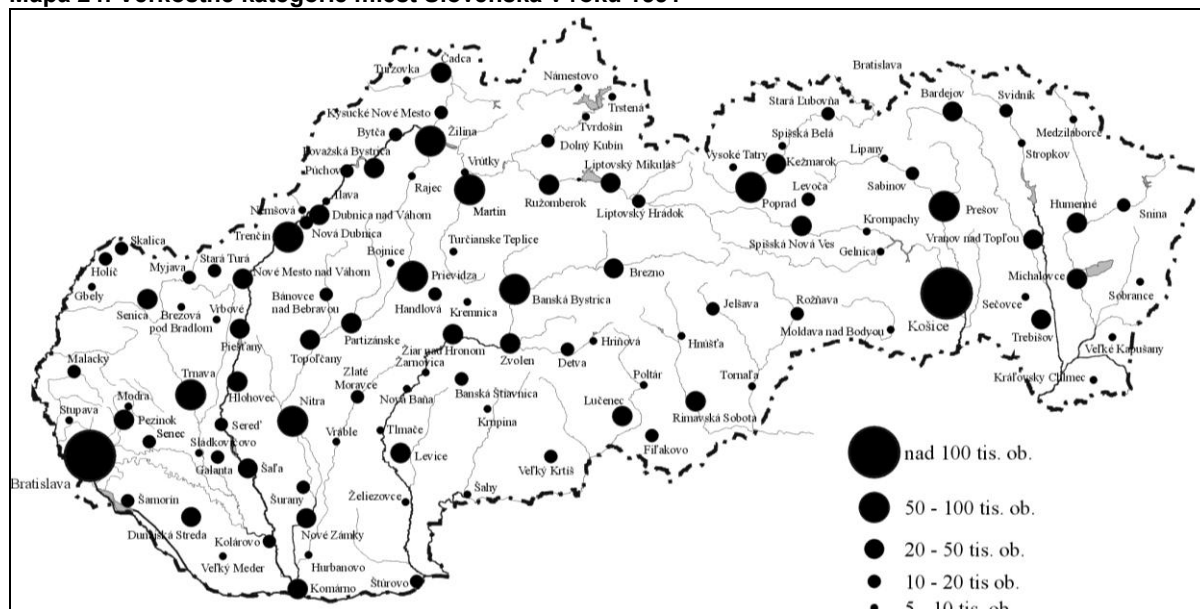 Čadca
Turzovka
Námestovo
Bratislava
Trstená
Bardejov
Svidník
Stará Ľubovňa
Kysucké Nové Mesto
Tvrdošín
Medzilaborce
Bytča
Žilina
Dolný Kubín
Spišská Belá
Stropkov
Považská Bystrica
Vrútky
Liptovský Mikuláš
Vysoké Tatry
Kežmarok
Lipany
Púchov
Rajec
Sabinov
Ilava
Martin
Ružomberok
Liptovský Hrádok
Poprad
Levoča
Prešov
Humenné
Snina
Nemšová
Dubnica nad Váhom
Nová Dubnica
Krompachy
Trenčín
Turčianske Teplice
Spišská Nová Ves
Vranov nad Topľou
Skalica
Bojnice
Gelnica
Holíč
Myjava
Stará Turá
Nové Mesto nad Váhom
Prievidza
Brezno
Michalovce
Gbely
Bánovce
nad Bebravou
Handlová
Banská Bystrica
Sobrance
Senica
Brezová
pod Bradlom
Vrbové
Kremnica
Jelšava
Rožňava
Košice
Sečovce
Partizánske
Moldava nad Bodvou
Trebišov
Piešťany
Topoľčany
Žiar nad Hronom
Zvolen
Hriňová
Hnúšťa
Veľké Kapušany
Malacky
Žarnovica
Detva
Trnava
Hlohovec
Zlaté
Moravce
Nová Baňa
Banská Štiavnica
Poltár
Tornaľa
Kráľovský Chlmec
Modra
Stupava
Pezinok
Nitra
Krupina
Lučenec
Rimavská Sobota
Senec
Sereď
Vráble
Tlmače
Fiľakovo
Sládkovičovo
Galanta
Šaľa
Levice
Veľký Krtíš
nad 100 tis. ob.
Bratislava
Šamorín
Šurany
Želiezovce
Šahy
50 - 100 tis. ob.
Dunajská Streda
Nové Zámky
Kolárovo
20 - 50 tis. ob.
Veľký Meder
Hurbanovo
Komárno
Štúrovo
10 - 20 tis ob.
5 - 10 tis. ob.